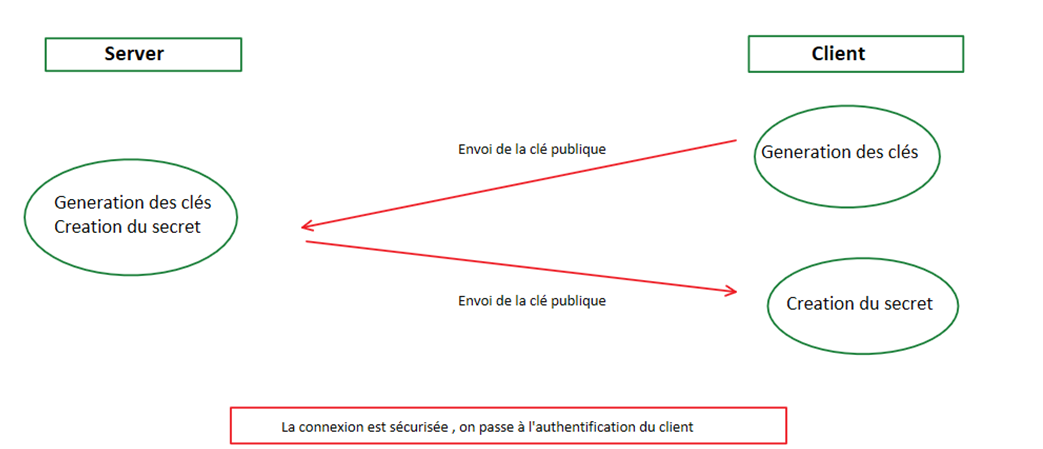 Server
Client
Envoi de la clé publique
Generation des clés
Generation des clés
Creation du secret
Envoi de la clé publique
Creation du secret
La connexion est sécurisée , on passe à l'authentification du client